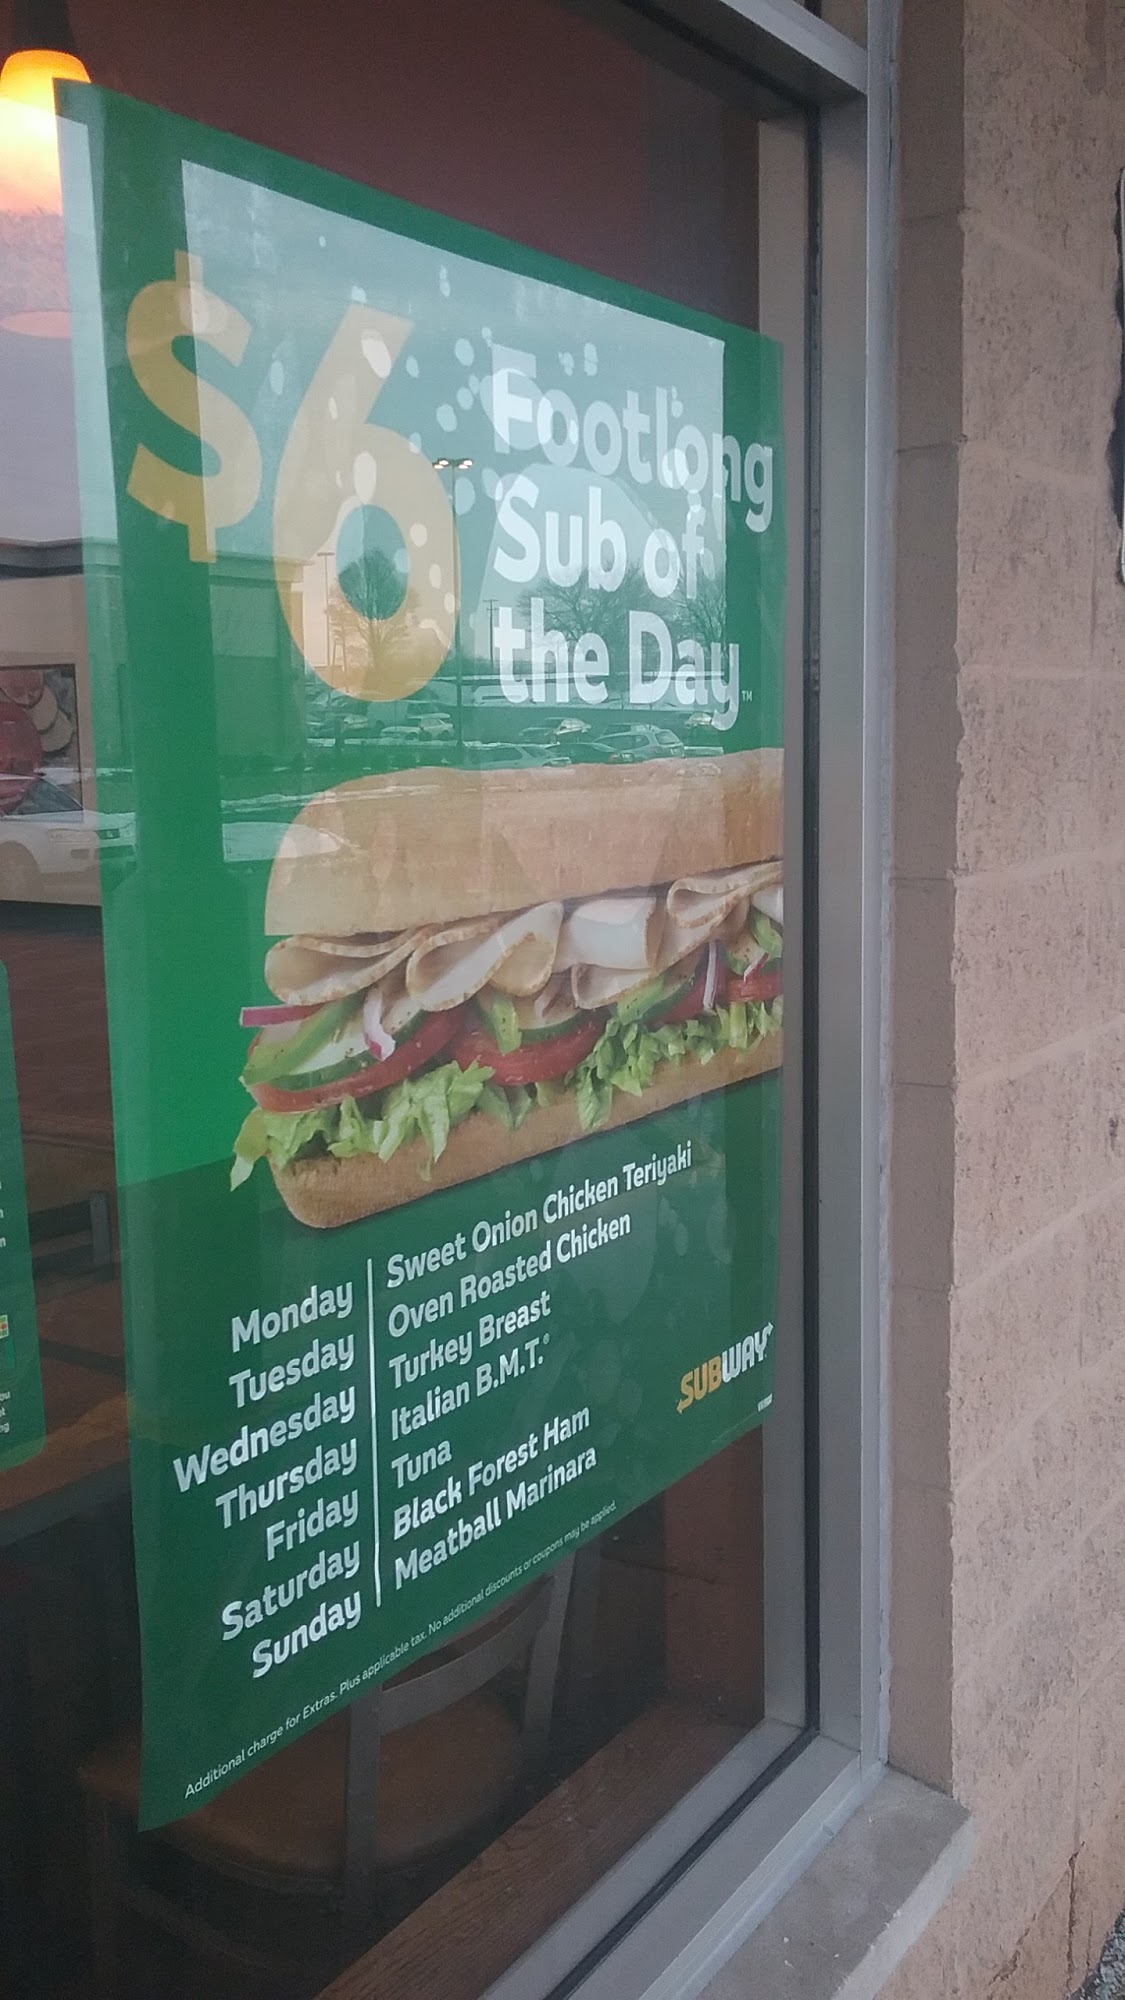 $6
Footlong
Sub of
the Day™
Monday | Sweet Onion Chicken Teriyaki
Tuesday | Oven Roasted Chicken
Wednesday | Turkey Breast
Thursday | Italian B.M.T.®
Friday | Tuna
Saturday | Black Forest Ham
Sunday | Meatball Marinara
SUBWAY
Additional charge for Extras. Plus applicable tax. No additional discounts or coupons may be applied.